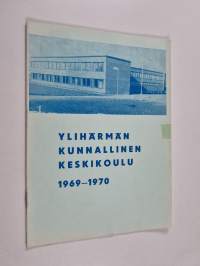 YLIHÄRMÄN
KUNNALLINEN
KESKIKOULU
1969-1970